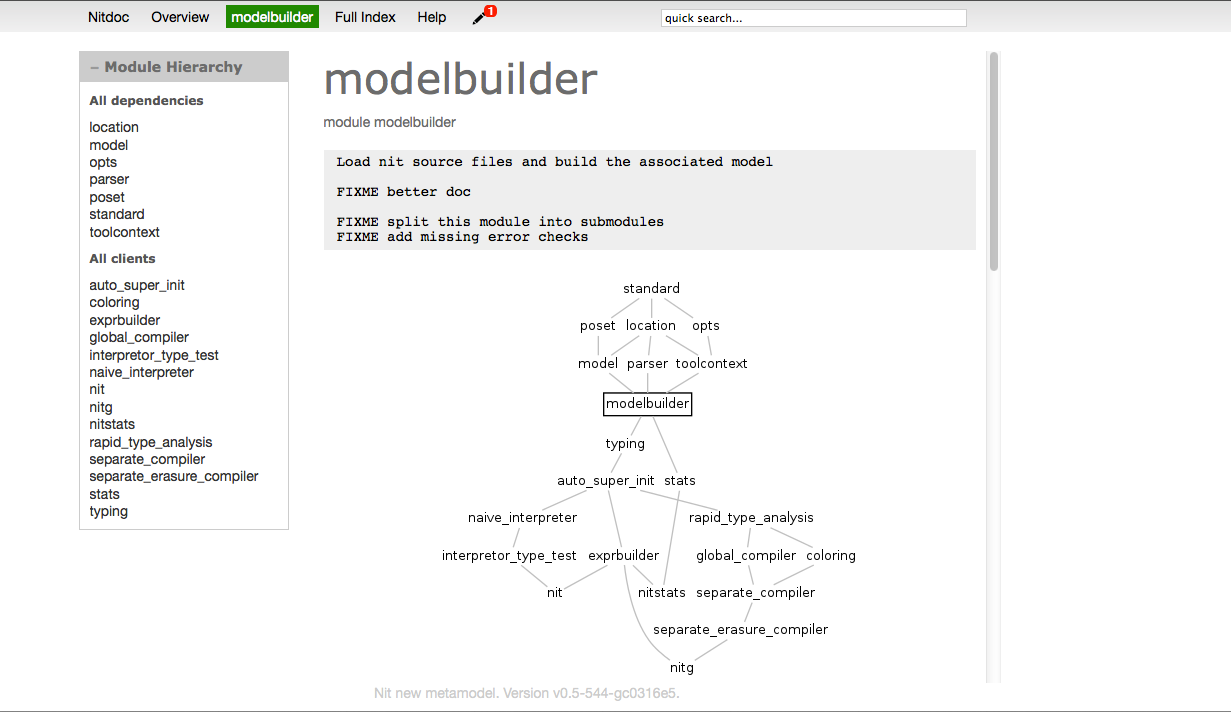 Nitdoc Overview modelbuilder Full Index Help 1 quick search...
– Module Hierarchy
All dependencies
location
model
opts
parser
poset
standard
toolcontext
All clients
auto_super_init
coloring
exprbuilder
global_compiler
interpretor_type_test
naive_interpreter
nit
nitg
nitstats
rapid_type_analysis
separate_compiler
separate_erasure_compiler
stats
typing
modelbuilder
module modelbuilder
Load nit source files and build the associated model
FIXME better doc
FIXME split this module into submodules
FIXME add missing error checks
standard
poset location opts
model parser toolcontext
modelbuilder
typing
auto_super_init stats
naive_interpreter rapid_type_analysis
interpretor_type_test exprbuilder global_compiler coloring
nit nitstats separate_compiler
separate_erasure_compiler
nitg
Nit new metamodel. Version v0.5-544-gc0316e5.